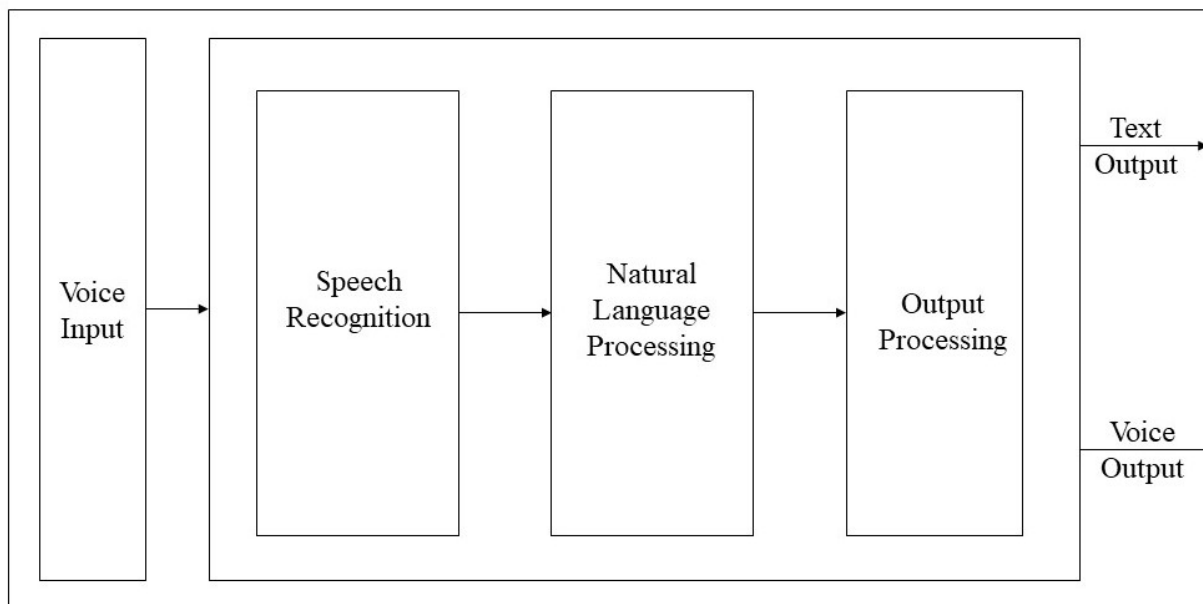 Voice
Input
Speech
Recognition
Natural
Language
Processing
Output
Processing
Text
Output
Voice
Output